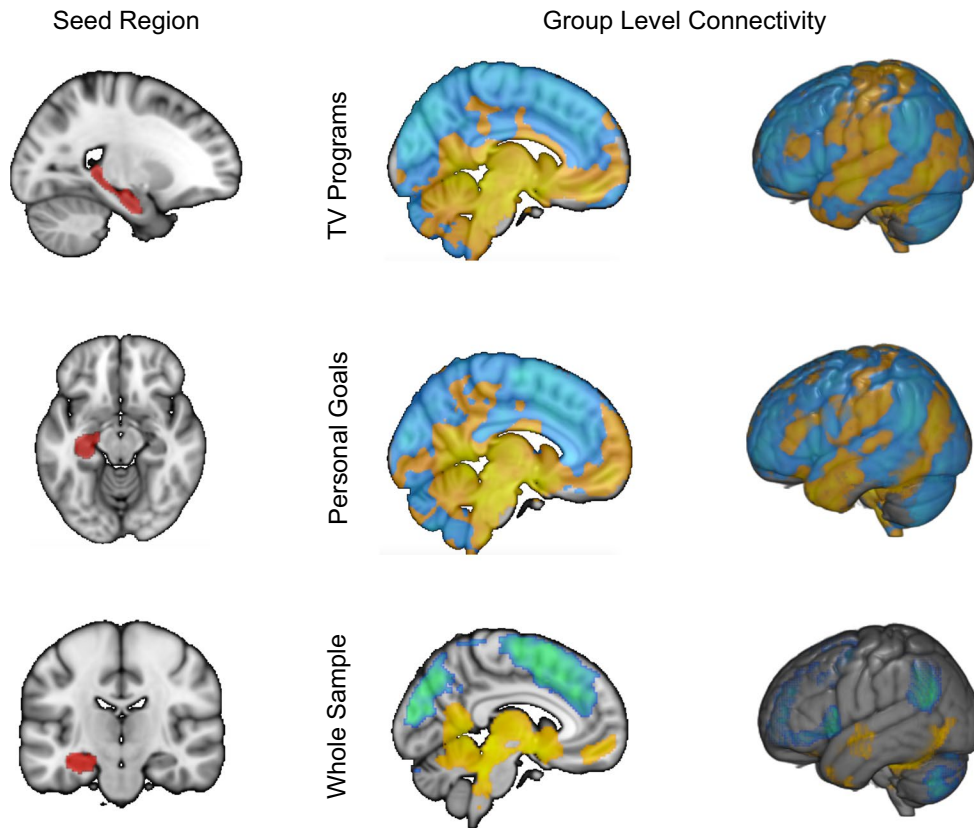 Seed Region
Group Level Connectivity
TV Programs
Personal Goals
Whole Sample